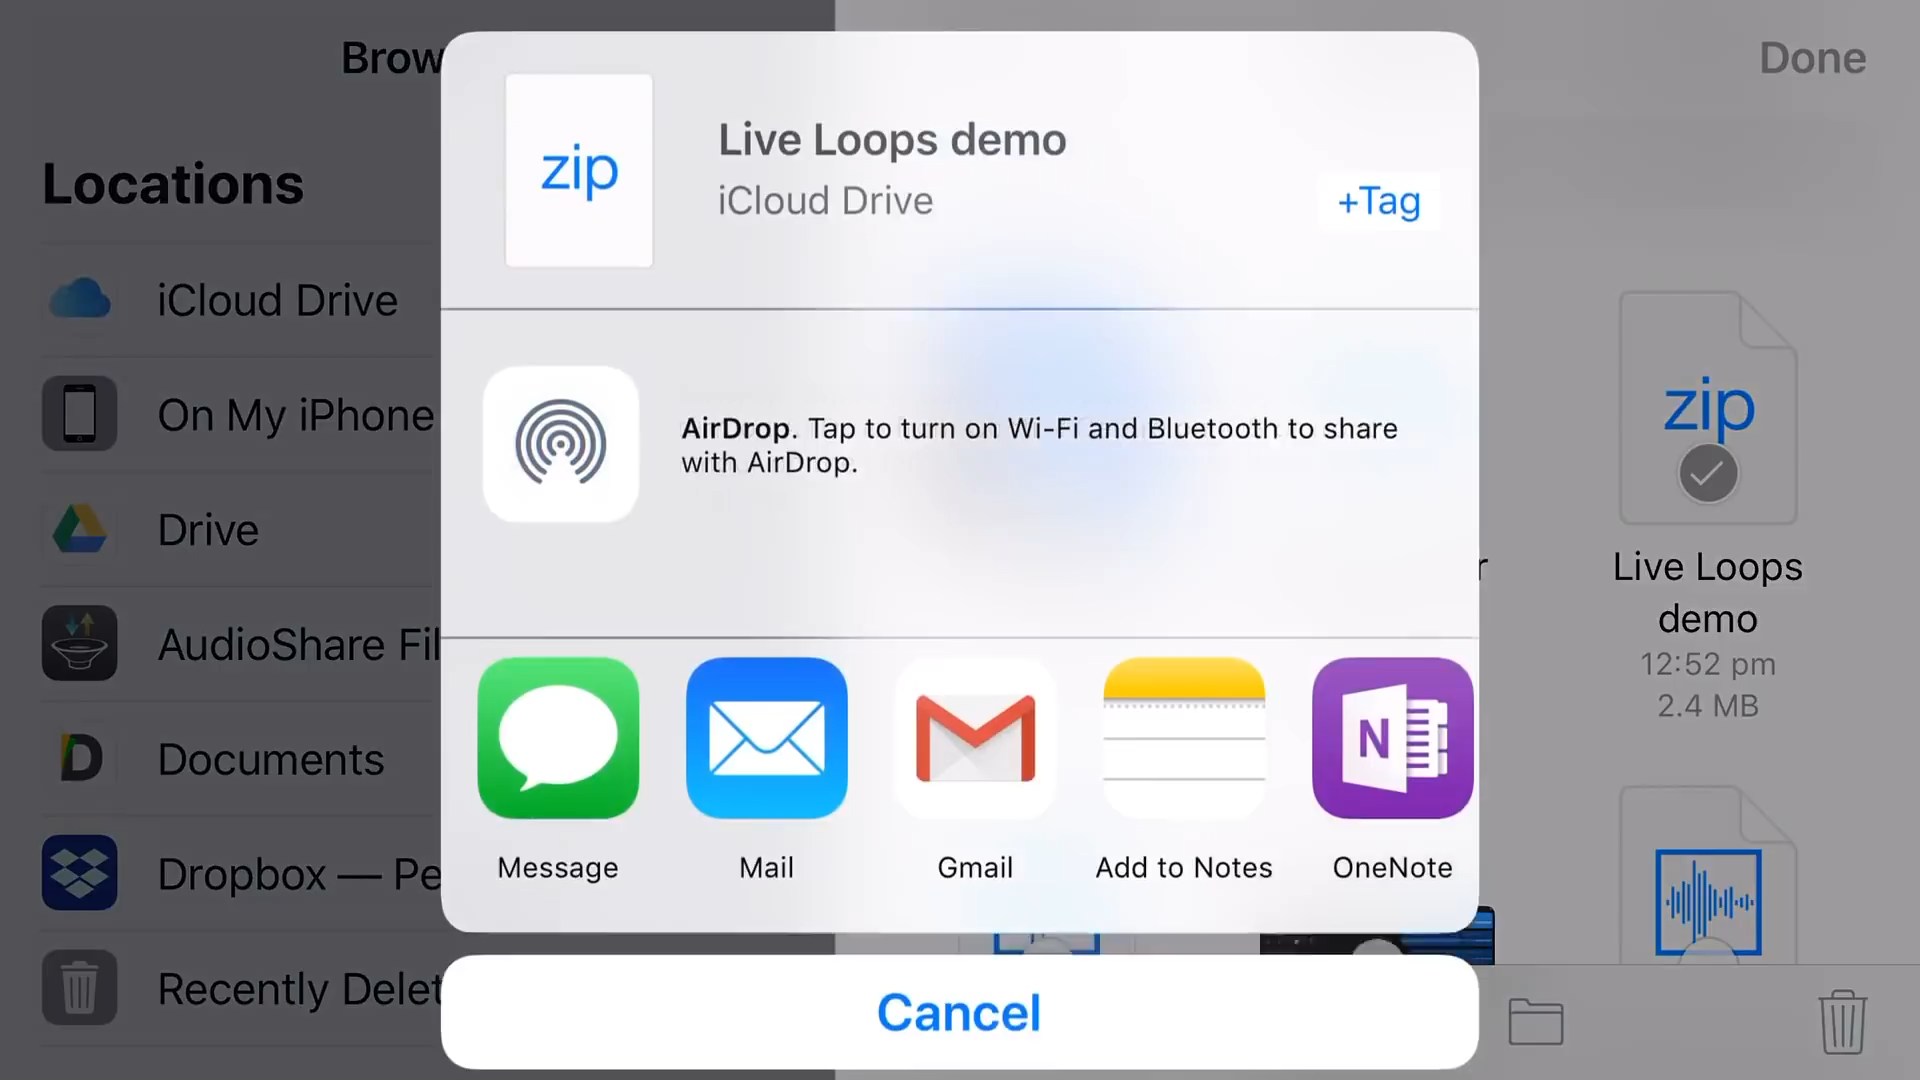 Brow
Done
Locations
iCloud Drive
On My iPhone
Drive
AudioShare Fil
Documents
Dropbox — Pe
Recently Delet
zip
Live Loops demo
iCloud Drive
+Tag
AirDrop. Tap to turn on Wi-Fi and Bluetooth to share
with AirDrop.
Message
Mail
Gmail
Add to Notes
N
OneNote
Cancel
r
zip
Live Loops
demo
12:52 pm
2.4 MB